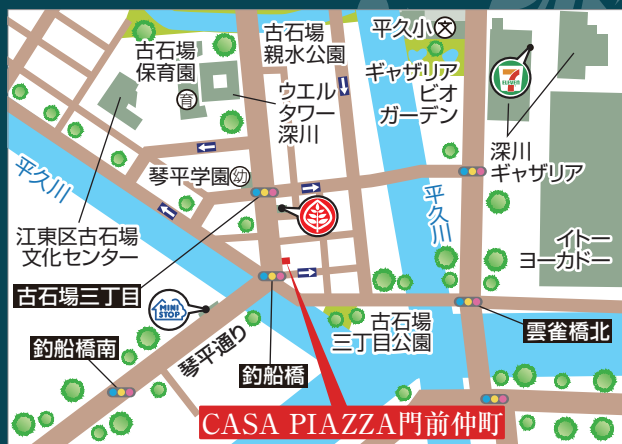 古石場
保育園
育
古石場
親水公園
平久小文
ギャザリア
ビオ
ガーデン
7
ELEVEN
ウエル
タワー
深川
深川
ギャザリア
琴平学園幼
平久川
平久川
江東区古石場
文化センター
イトー
ヨーカドー
古石場三丁目
MINI
STOP
琴平通り
古石場
三丁目公園
雲雀橋北
釣船橋南
釣船橋
CASA PIAZZA門前仲町